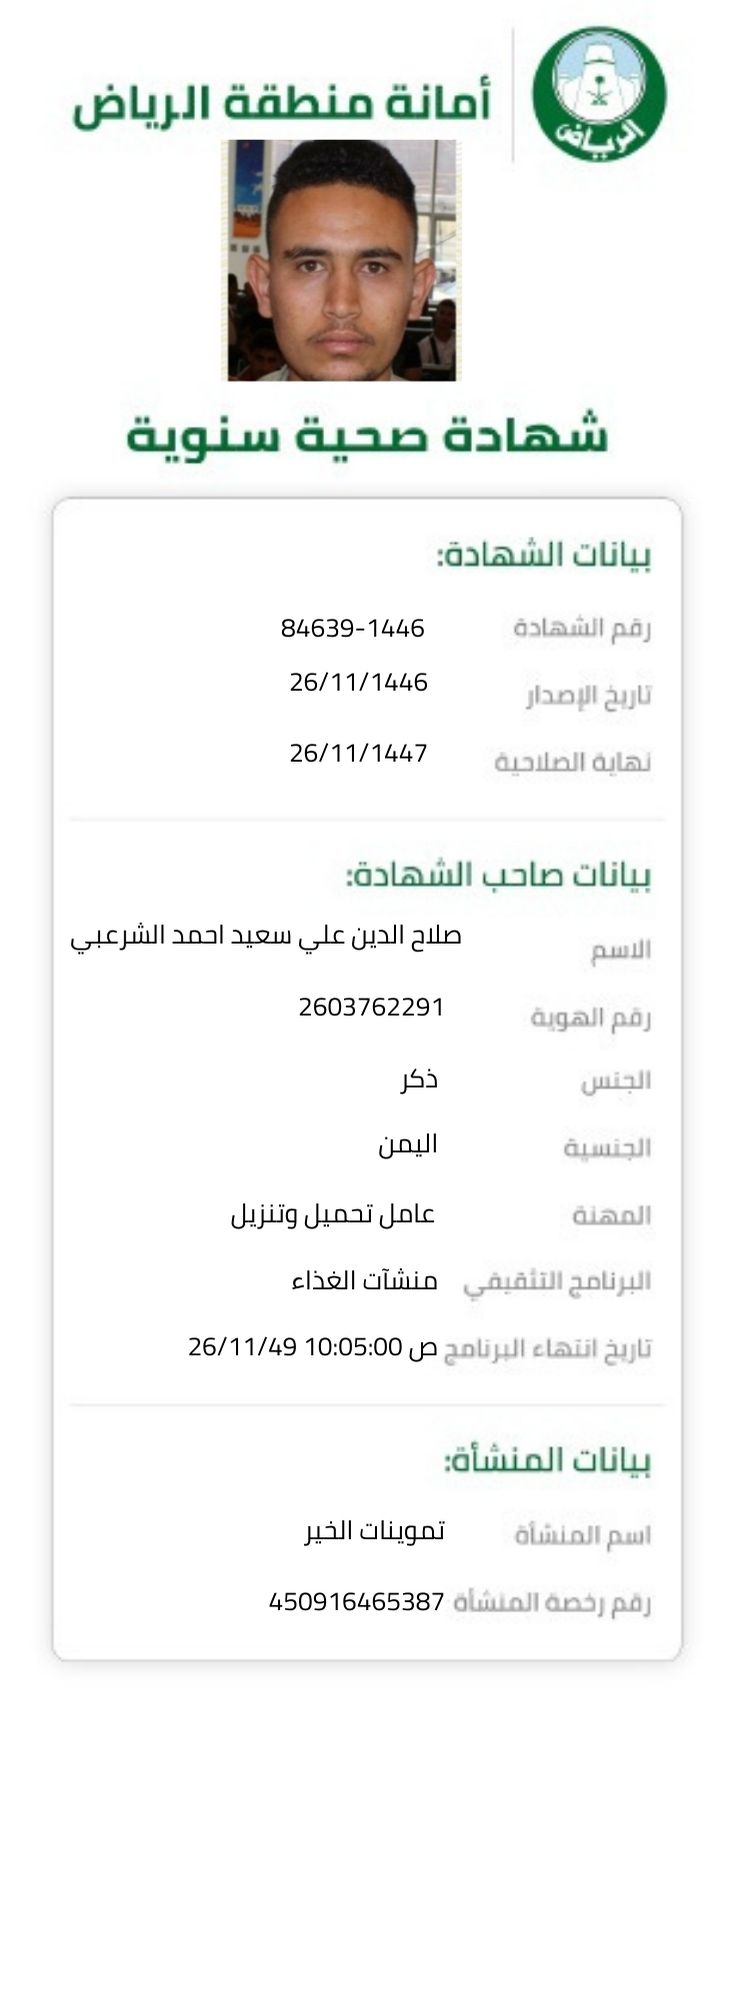 أمانة منطقة الرياض
الرياض
شهادة صحية سنوية
بيانات الشهادة:
رقم الشهادة 84639-1446
تاريخ الإصدار 26/11/1446
نهاية الصلاحية 26/11/1447
بيانات صاحب الشهادة:
الاسم صلاح الدين علي سعيد احمد الشرعبي
رقم الهوية 2603762291
الجنس ذكر
الجنسية اليمن
المهنة عامل تحميل وتنزيل
البرنامج التثقيفي منشآت الغذاء
تاريخ انتهاء البرنامج ص 10:05:00 26/11/49
بيانات المنشأة:
اسم المنشأة تموينات الخير
رقم رخصة المنشأة 450916465387